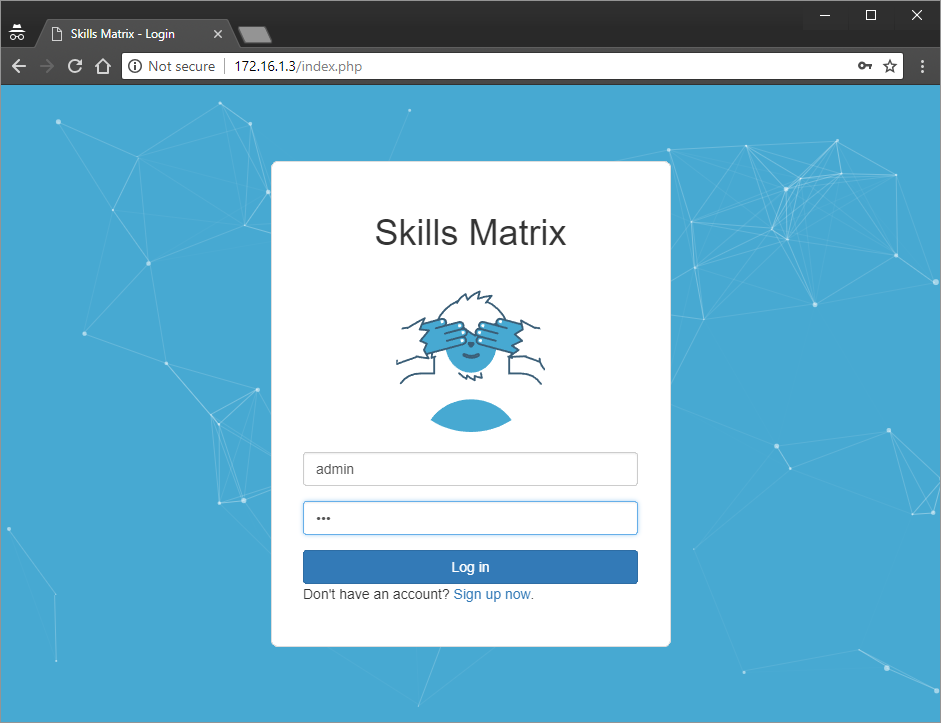 Skills Matrix - Login
Not secure | 172.16.1.3/index.php
Skills Matrix
admin
•••
Log in
Don't have an account? Sign up now.